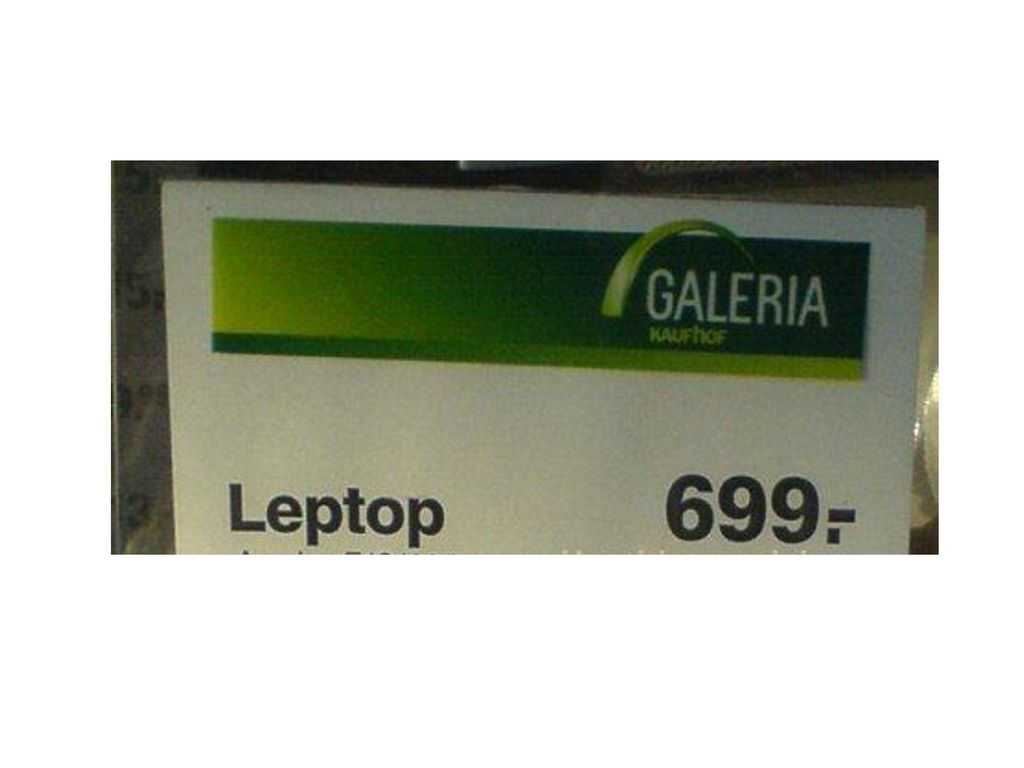 GALERIA
KAUFHOF
Leptop 699.-